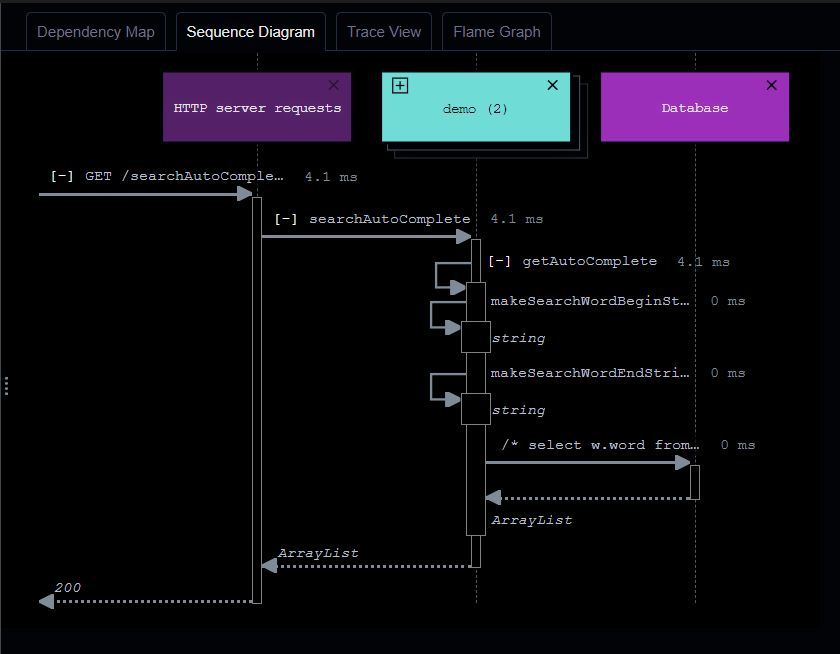 Dependency Map
Sequence Diagram
Trace View
Flame Graph
HTTP server requests
demo (2)
Database
[-] GET /searchAutoComple… 4.1 ms
[-] searchAutoComplete 4.1 ms
[-] getAutoComplete 4.1 ms
makeSearchWordBeginSt… 0 ms
string
makeSearchWordEndStri… 0 ms
string
/* select w.word from… 0 ms
ArrayList
ArrayList
200